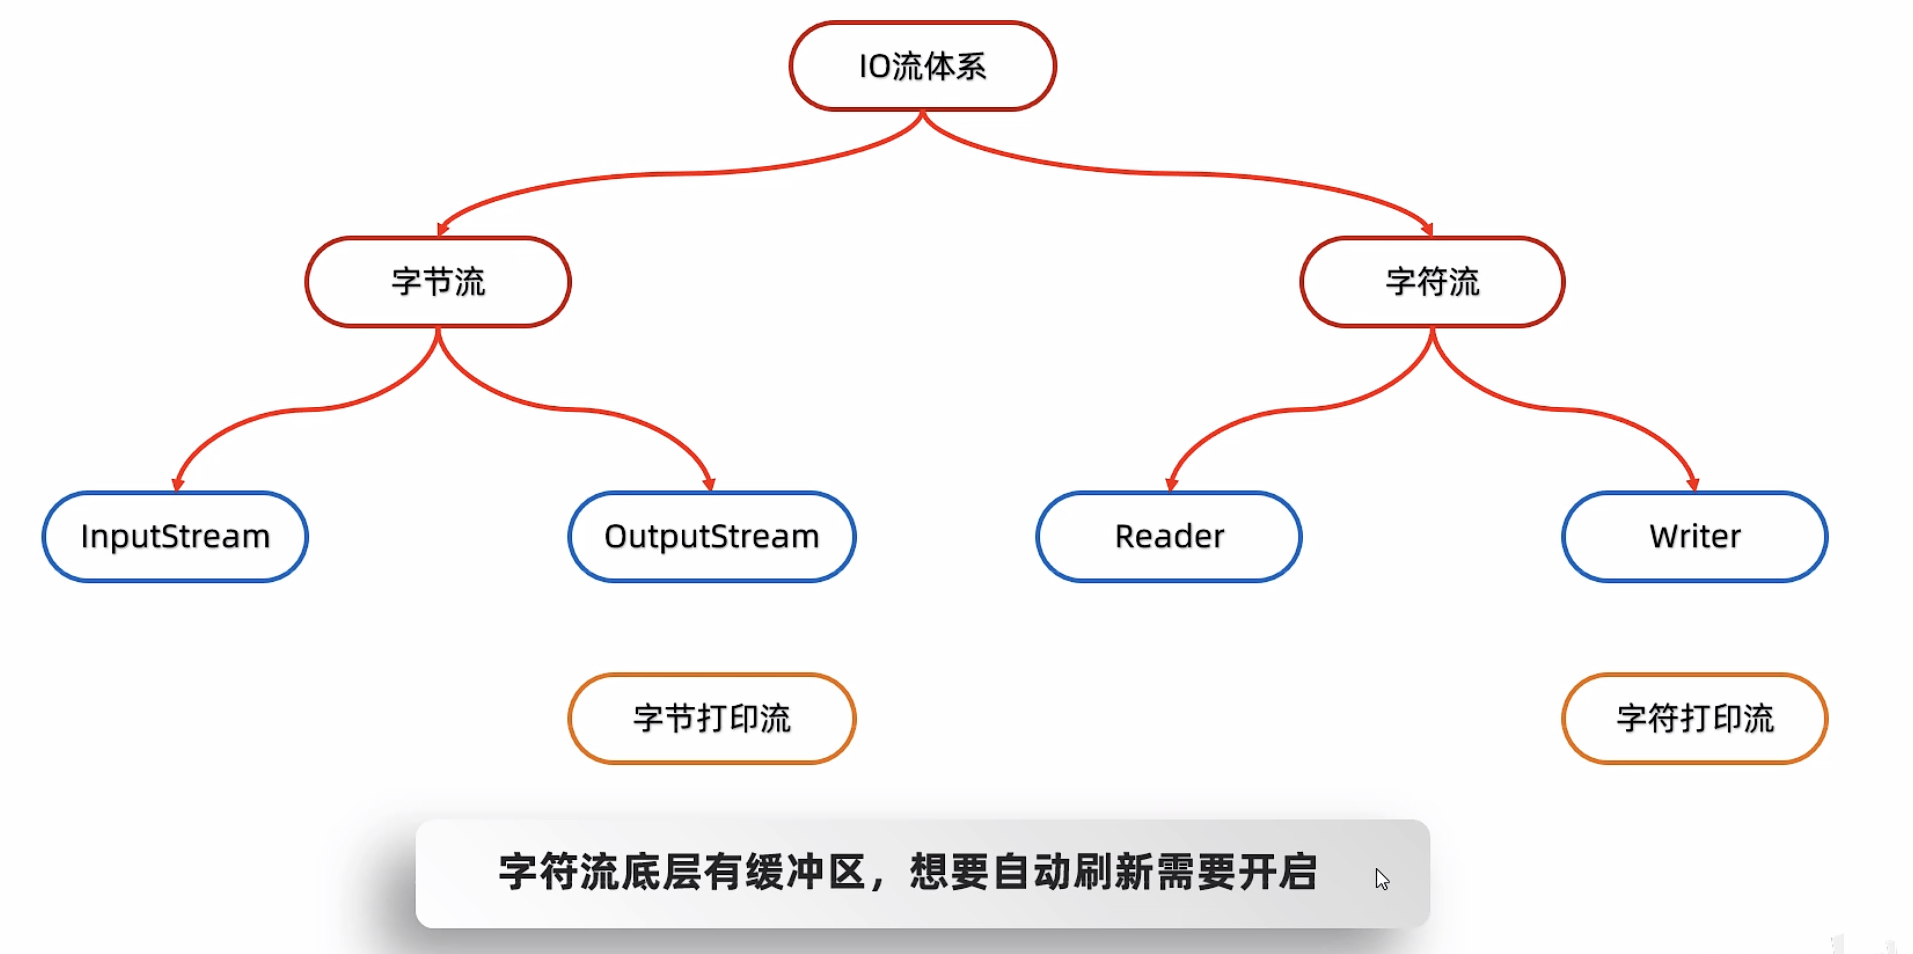 IO流体系
字节流
字符流
InputStream
OutputStream
Reader
Writer
字节打印流
字符打印流
字符流底层有缓冲区，想要自动刷新需要开启